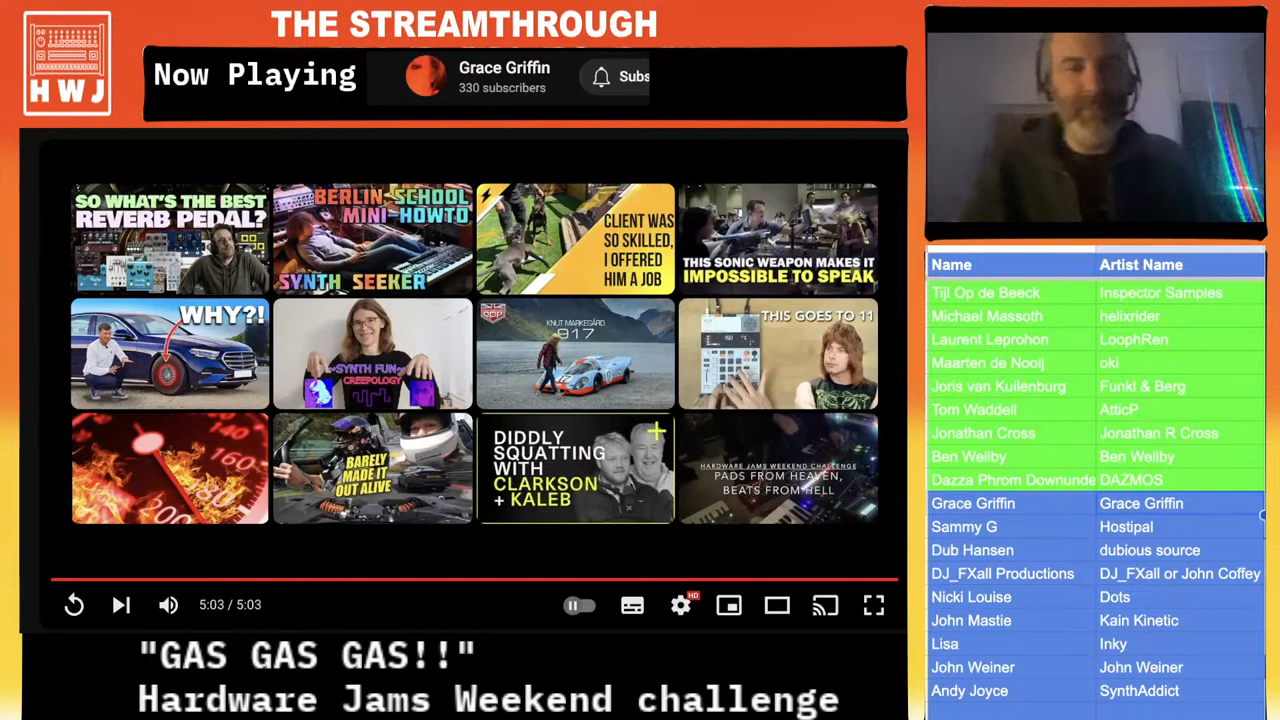 THE STREAMTHROUGH
HWJ
Now Playing
Grace Griffin
330 subscribers
Subs
SO WHAT'S THE BEST
REVERB PEDAL?
BERLIN-SCHOOL
MINI-HOWTO
SYNTH SEEKER
CLIENT WAS
SO SKILLED,
I OFFERED
HIM A JOB
THIS SONIC WEAPON MAKES IT
IMPOSSIBLE TO SPEAK
WHY?!
~SYNTH FUN~
CREEPOLOGY
KNUT MARKEGÅRD
917
THIS GOES TO 11
140
160
180
200
BARELY
MADE IT
OUT ALIVE
DIDDLY
SQUATTING
WITH
CLARKSON
+ KALEB
HARDWARE JAMS WEEKEND CHALLENGE
PADS FROM HEAVEN,
BEATS FROM HELL
5:03 / 5:03
HD
"GAS GAS GAS!!"
Hardware Jams Weekend challenge
Name Artist Name
Tijl Op de Beeck Inspector Samples
Michael Massoth helixrider
Laurent Leprohon LoophRen
Maarten de Nooij oki
Joris van Kuilenburg Funkl & Berg
Tom Waddell AtticP
Jonathan Cross Jonathan R Cross
Ben Wellby Ben Wellby
Dazza Phrom Downunde DAZMOS
Grace Griffin Grace Griffin
Sammy G Hostipal
Dub Hansen dubious source
DJ_FXall Productions DJ_FXall or John Coffey
Nicki Louise Dots
John Mastie Kain Kinetic
Lisa Inky
John Weiner John Weiner
Andy Joyce SynthAddict